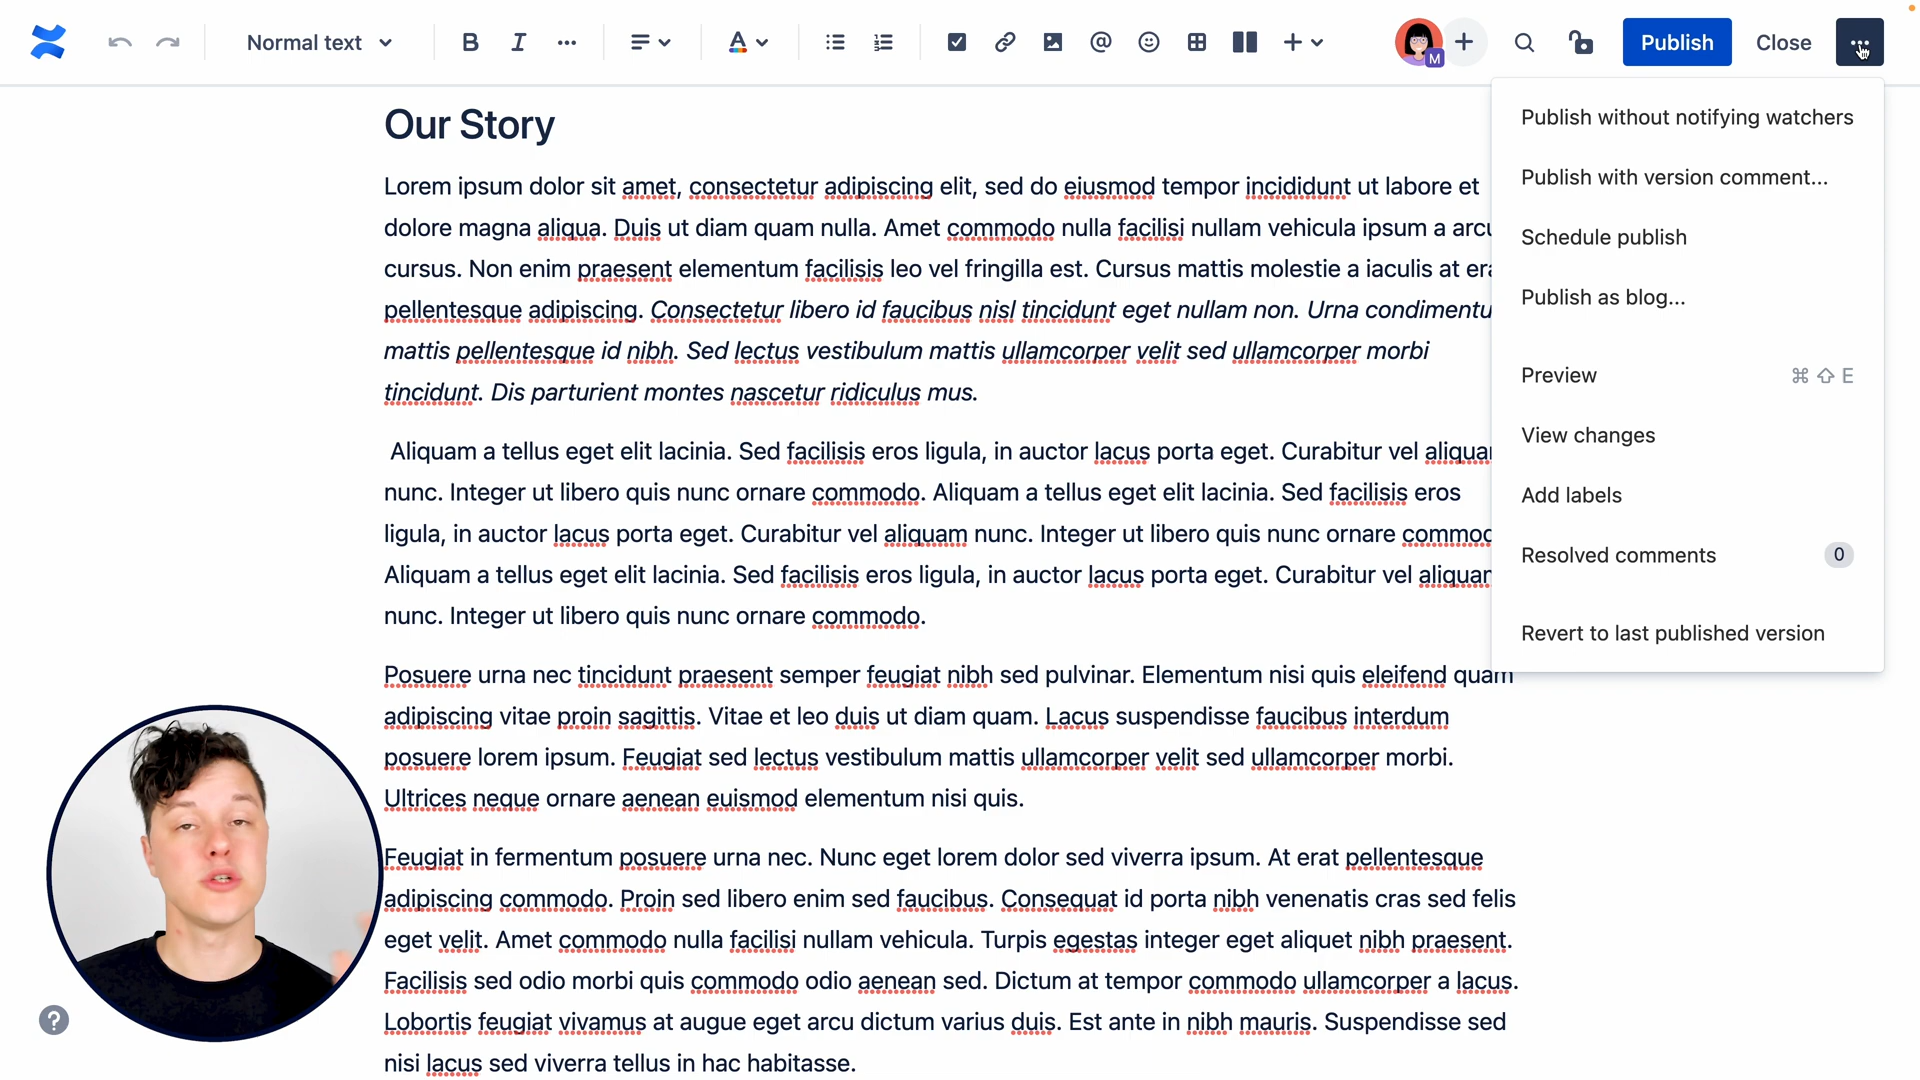 Normal text
B
I
A
M
Publish
Close
Publish without notifying watchers
Publish with version comment...
Schedule publish
Publish as blog...
Preview ⌘ ⇧ E
View changes
Add labels
Resolved comments 0
Revert to last published version
Our Story
Lorem ipsum dolor sit amet, consectetur adipiscing elit, sed do eiusmod tempor incididunt ut labore et
dolore magna aliqua. Duis ut diam quam nulla. Amet commodo nulla facilisi nullam vehicula ipsum a arcu
cursus. Non enim praesent elementum facilisis leo vel fringilla est. Cursus mattis molestie a iaculis at era
pellentesque adipiscing. Consectetur libero id faucibus nisl tincidunt eget nullam non. Urna condimentu
mattis pellentesque id nibh. Sed lectus vestibulum mattis ullamcorper velit sed ullamcorper morbi
tincidunt. Dis parturient montes nascetur ridiculus mus.
Aliquam a tellus eget elit lacinia. Sed facilisis eros ligula, in auctor lacus porta eget. Curabitur vel aliqua
nunc. Integer ut libero quis nunc ornare commodo. Aliquam a tellus eget elit lacinia. Sed facilisis eros
ligula, in auctor lacus porta eget. Curabitur vel aliquam nunc. Integer ut libero quis nunc ornare commod
Aliquam a tellus eget elit lacinia. Sed facilisis eros ligula, in auctor lacus porta eget. Curabitur vel aliqua
nunc. Integer ut libero quis nunc ornare commodo.
Posuere urna nec tincidunt praesent semper feugiat nibh sed pulvinar. Elementum nisi quis eleifend quam
adipiscing vitae proin sagittis. Vitae et leo duis ut diam quam. Lacus suspendisse faucibus interdum
posuere lorem ipsum. Feugiat sed lectus vestibulum mattis ullamcorper velit sed ullamcorper morbi.
Ultrices neque ornare aenean euismod elementum nisi quis.
Feugiat in fermentum posuere urna nec. Nunc eget lorem dolor sed viverra ipsum. At erat pellentesque
adipiscing commodo. Proin sed libero enim sed faucibus. Consequat id porta nibh venenatis cras sed felis
eget velit. Amet commodo nulla facilisi nullam vehicula. Turpis egestas integer eget aliquet nibh praesent.
Facilisis sed odio morbi quis commodo odio aenean sed. Dictum at tempor commodo ullamcorper a lacus.
Lobortis feugiat vivamus at augue eget arcu dictum varius duis. Est ante in nibh mauris. Suspendisse sed
nisi lacus sed viverra tellus in hac habitasse.
?